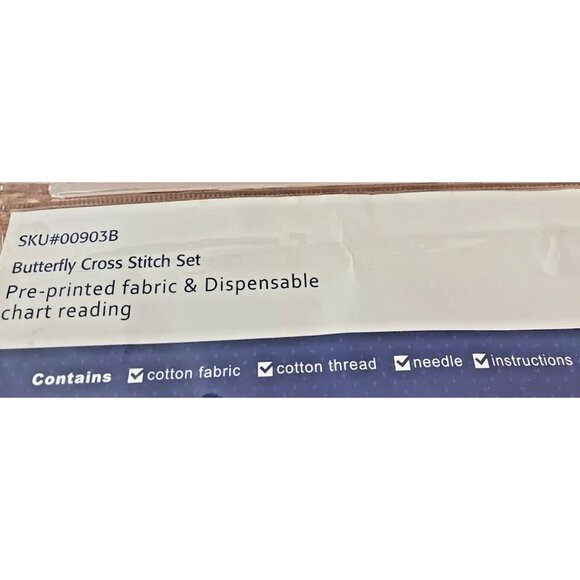 SKU#00903B
Butterfly Cross Stitch Set
Pre-printed fabric & Dispensable
chart reading
Contains ☑ cotton fabric ☑ cotton thread ☑ needle ☑ instructions